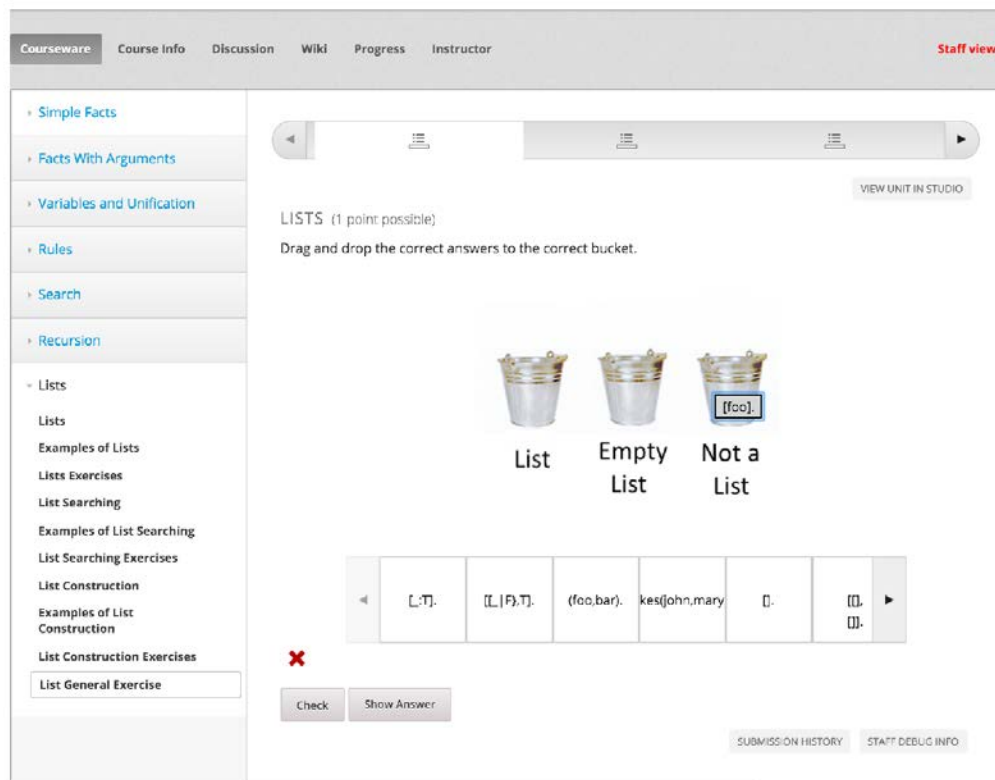 Courseware Course Info Discussion Wiki Progress Instructor Staff view
Simple Facts
Facts With Arguments
Variables and Unification
Rules
Search
Recursion
Lists
Lists
Examples of Lists
Lists Exercises
List Searching
Examples of List Searching
List Searching Exercises
List Construction
Examples of List
Construction
List Construction Exercises
List General Exercise
VIEW UNIT IN STUDIO
LISTS (1 point possible)
Drag and drop the correct answers to the correct bucket.
[foo].
List
Empty
List
Not a
List
[_:T].
[[_|F},T].
(foo,bar).
kes(john,mary
[].
[[],
[]].
Check Show Answer
SUBMISSION HISTORY STAFF DEBUG INFO